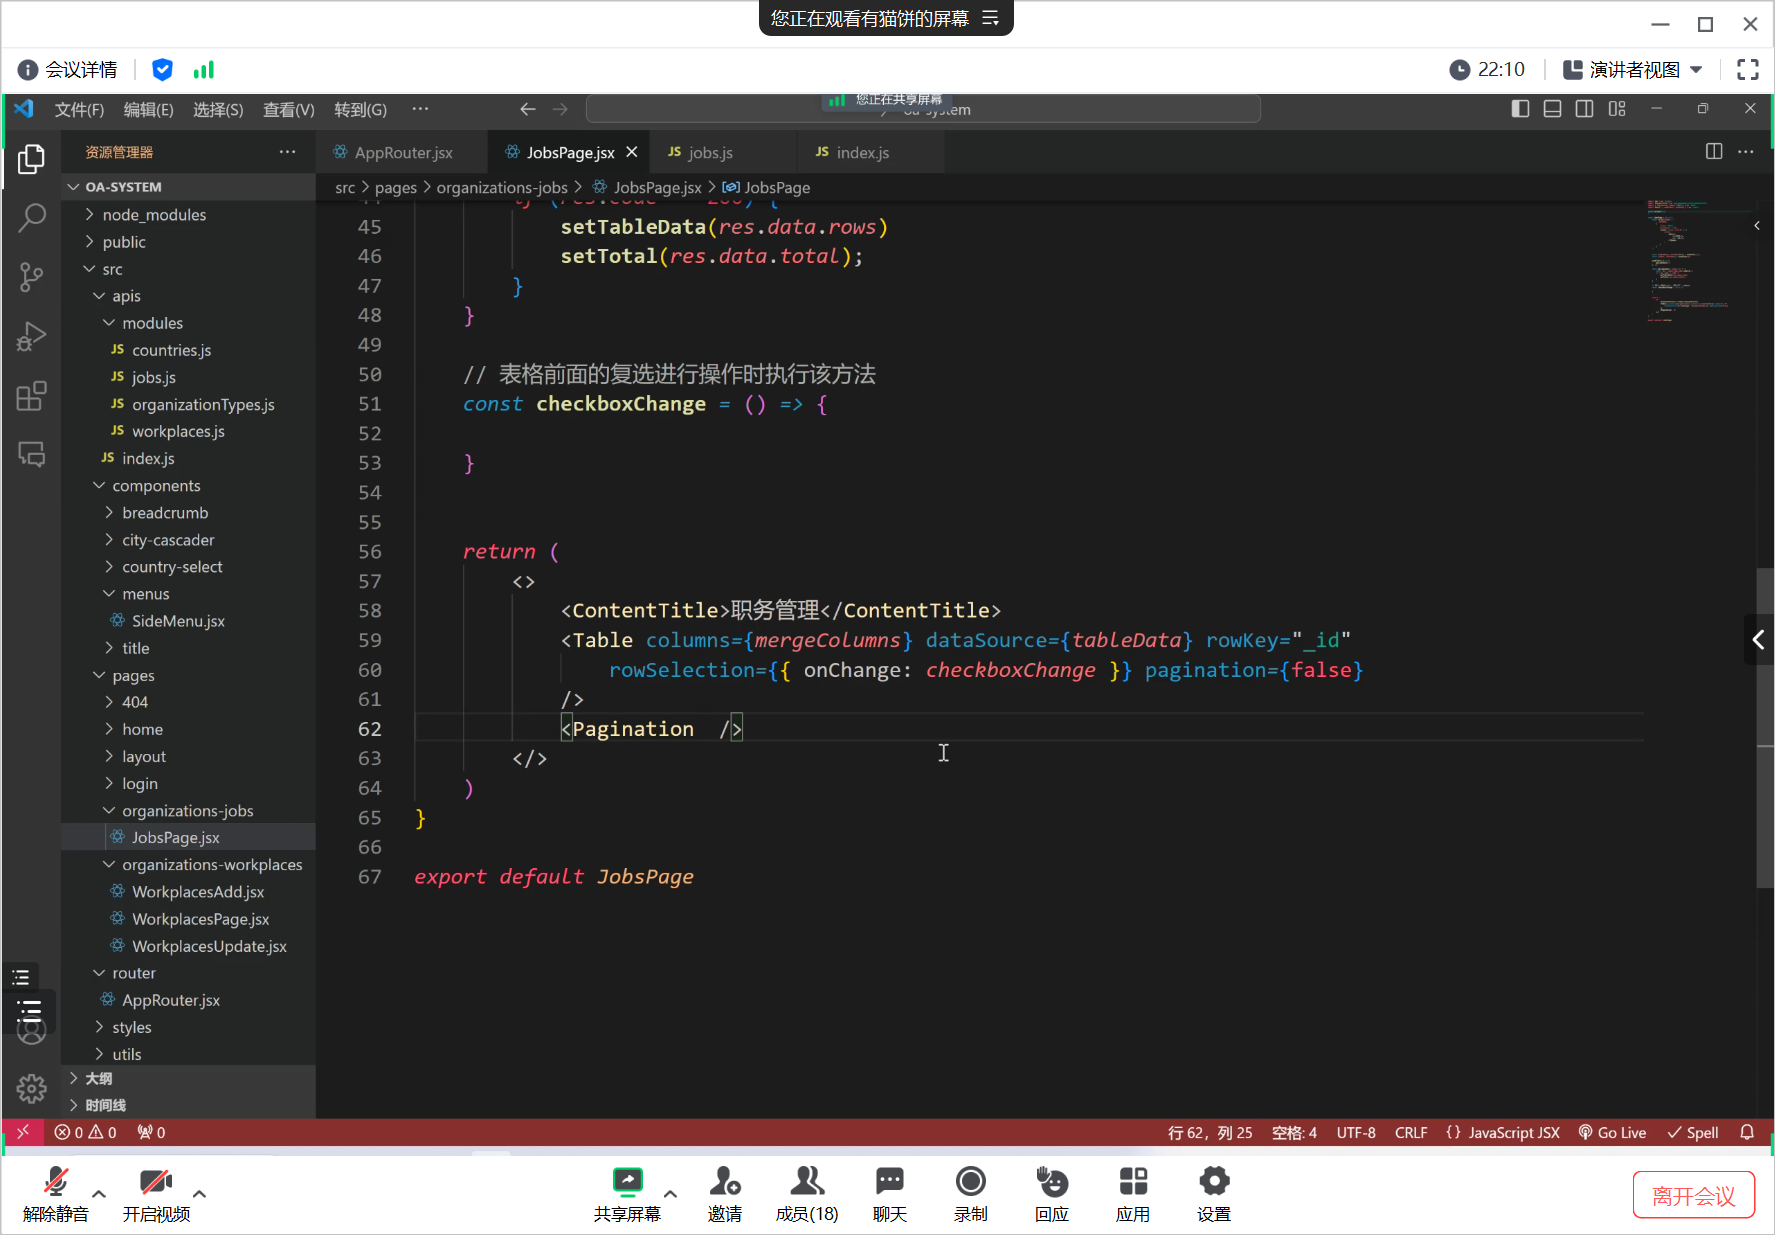 您正在观看有猫饼的屏幕
会议详情
22:10
演讲者视图
文件(F) 编辑(E) 选择(S) 查看(V) 转到(G) ···
您正在共享屏幕
oa-system
资源管理器
AppRouter.jsx
JobsPage.jsx
JS jobs.js
JS index.js
OA-SYSTEM
src > pages > organizations-jobs > JobsPage.jsx > JobsPage
node_modules
public
src
apis
modules
JS countries.js
JS jobs.js
JS organizationTypes.js
JS workplaces.js
JS index.js
components
breadcrumb
city-cascader
country-select
menus
SideMenu.jsx
title
pages
404
home
layout
login
organizations-jobs
JobsPage.jsx
organizations-workplaces
WorkplacesAdd.jsx
WorkplacesPage.jsx
WorkplacesUpdate.jsx
router
AppRouter.jsx
styles
utils
大纲
时间线
45 setTableData(res.data.rows)
46 setTotal(res.data.total);
47 }
48 }
49
50 // 表格前面的复选进行操作时执行该方法
51 const checkboxChange = () => {
52
53 }
54
55
56 return (
57 <>
58 <ContentTitle>职务管理</ContentTitle>
59 <Table columns={mergeColumns} dataSource={tableData} rowKey="_id"
60 rowSelection={{ onChange: checkboxChange }} pagination={false}
61 />
62 <Pagination  />
63 </>
64 )
65 }
66
67 export default JobsPage
0 0 0
行 62，列 25 空格: 4 UTF-8 CRLF {} JavaScript JSX Go Live Spell
解除静音
开启视频
共享屏幕
邀请
成员(18)
聊天
录制
回应
应用
设置
离开会议